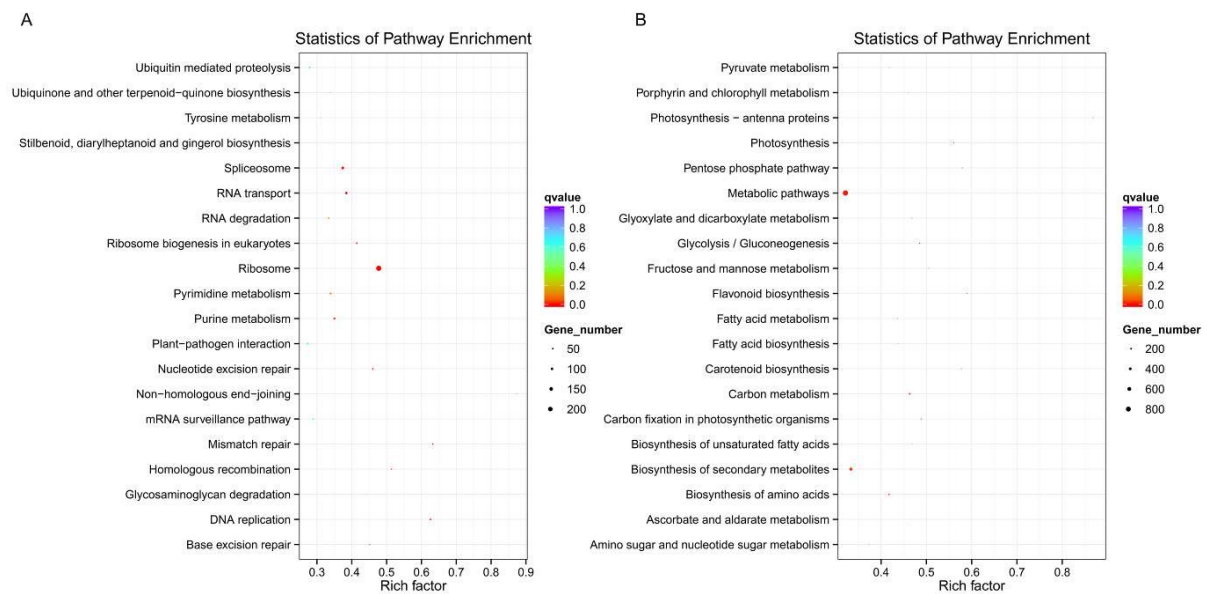 A
Statistics of Pathway Enrichment
Ubiquitin mediated proteolysis
Ubiquinone and other terpenoid−quinone biosynthesis
Tyrosine metabolism
Stilbenoid, diarylheptanoid and gingerol biosynthesis
Spliceosome
RNA transport
RNA degradation
Ribosome biogenesis in eukaryotes
Ribosome
Pyrimidine metabolism
Purine metabolism
Plant−pathogen interaction
Nucleotide excision repair
Non−homologous end−joining
mRNA surveillance pathway
Mismatch repair
Homologous recombination
Glycosaminoglycan degradation
DNA replication
Base excision repair
0.3 0.4 0.5 0.6 0.7 0.8 0.9
Rich factor
qvalue
1.0
0.8
0.6
0.4
0.2
0.0
Gene_number
50
100
150
200
B
Statistics of Pathway Enrichment
Pyruvate metabolism
Porphyrin and chlorophyll metabolism
Photosynthesis − antenna proteins
Photosynthesis
Pentose phosphate pathway
Metabolic pathways
Glyoxylate and dicarboxylate metabolism
Glycolysis / Gluconeogenesis
Fructose and mannose metabolism
Flavonoid biosynthesis
Fatty acid metabolism
Fatty acid biosynthesis
Carotenoid biosynthesis
Carbon metabolism
Carbon fixation in photosynthetic organisms
Biosynthesis of unsaturated fatty acids
Biosynthesis of secondary metabolites
Biosynthesis of amino acids
Ascorbate and aldarate metabolism
Amino sugar and nucleotide sugar metabolism
0.4 0.6 0.8
Rich factor
qvalue
1.0
0.8
0.6
0.4
0.2
0.0
Gene_number
200
400
600
800